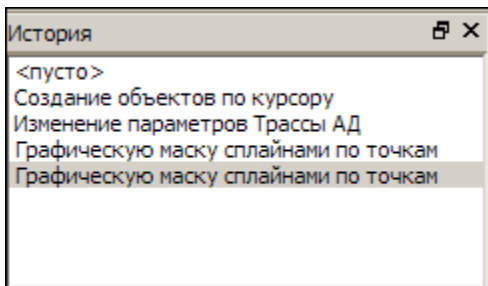 История
<пусто>
Создание объектов по курсору
Изменение параметров Трассы АД
Графическую маску сплайнами по точкам
Графическую маску сплайнами по точкам